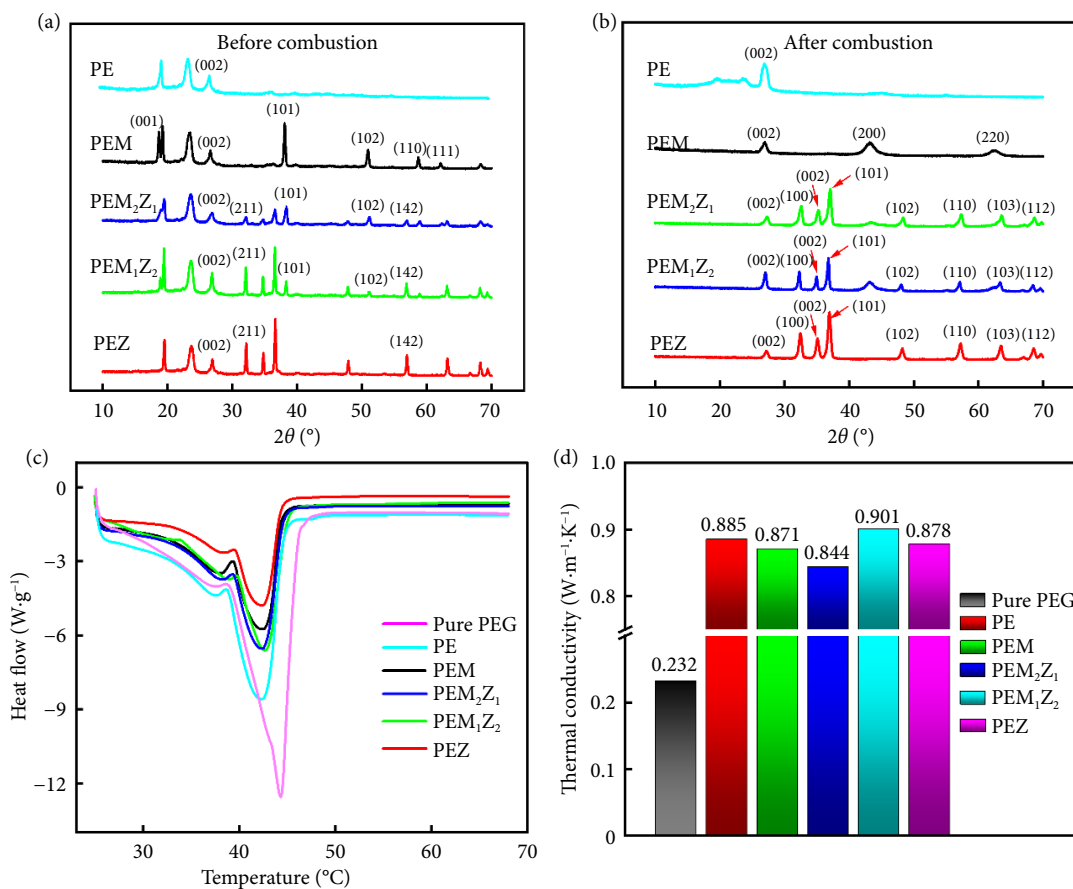 (a)
Before combustion
PE
(002)
PEM
(001)
(002)
(101)
(102)
(110)
(111)
PEM₂Z₁
(002)
(211)
(101)
(102)
(142)
PEM₁Z₂
(002)
(211)
(101)
(102)
(142)
PEZ
(002)
(211)
(142)
10 20 30 40 50 60 70
2θ (°)
(b)
After combustion
PE
(002)
PEM
(002)
(200)
(220)
PEM₂Z₁
(002)
(100)
(002)
(101)
(102)
(110)
(103)
(112)
PEM₁Z₂
(002)
(100)
(002)
(101)
(102)
(110)
(103)
(112)
PEZ
(002)
(100)
(002)
(101)
(102)
(110)
(103)
(112)
10 20 30 40 50 60 70
2θ (°)
(c)
Heat flow (W·g⁻¹)
0
−3
−6
−9
−12
Pure PEG
PE
PEM
PEM₂Z₁
PEM₁Z₂
PEZ
30 40 50 60 70
Temperature (°C)
(d)
Thermal conductivity (W·m⁻¹·K⁻¹)
1.0
0.9
0.8
0.2
0.1
0
0.232
0.885
0.871
0.844
0.901
0.878
Pure PEG
PE
PEM
PEM₂Z₁
PEM₁Z₂
PEZ